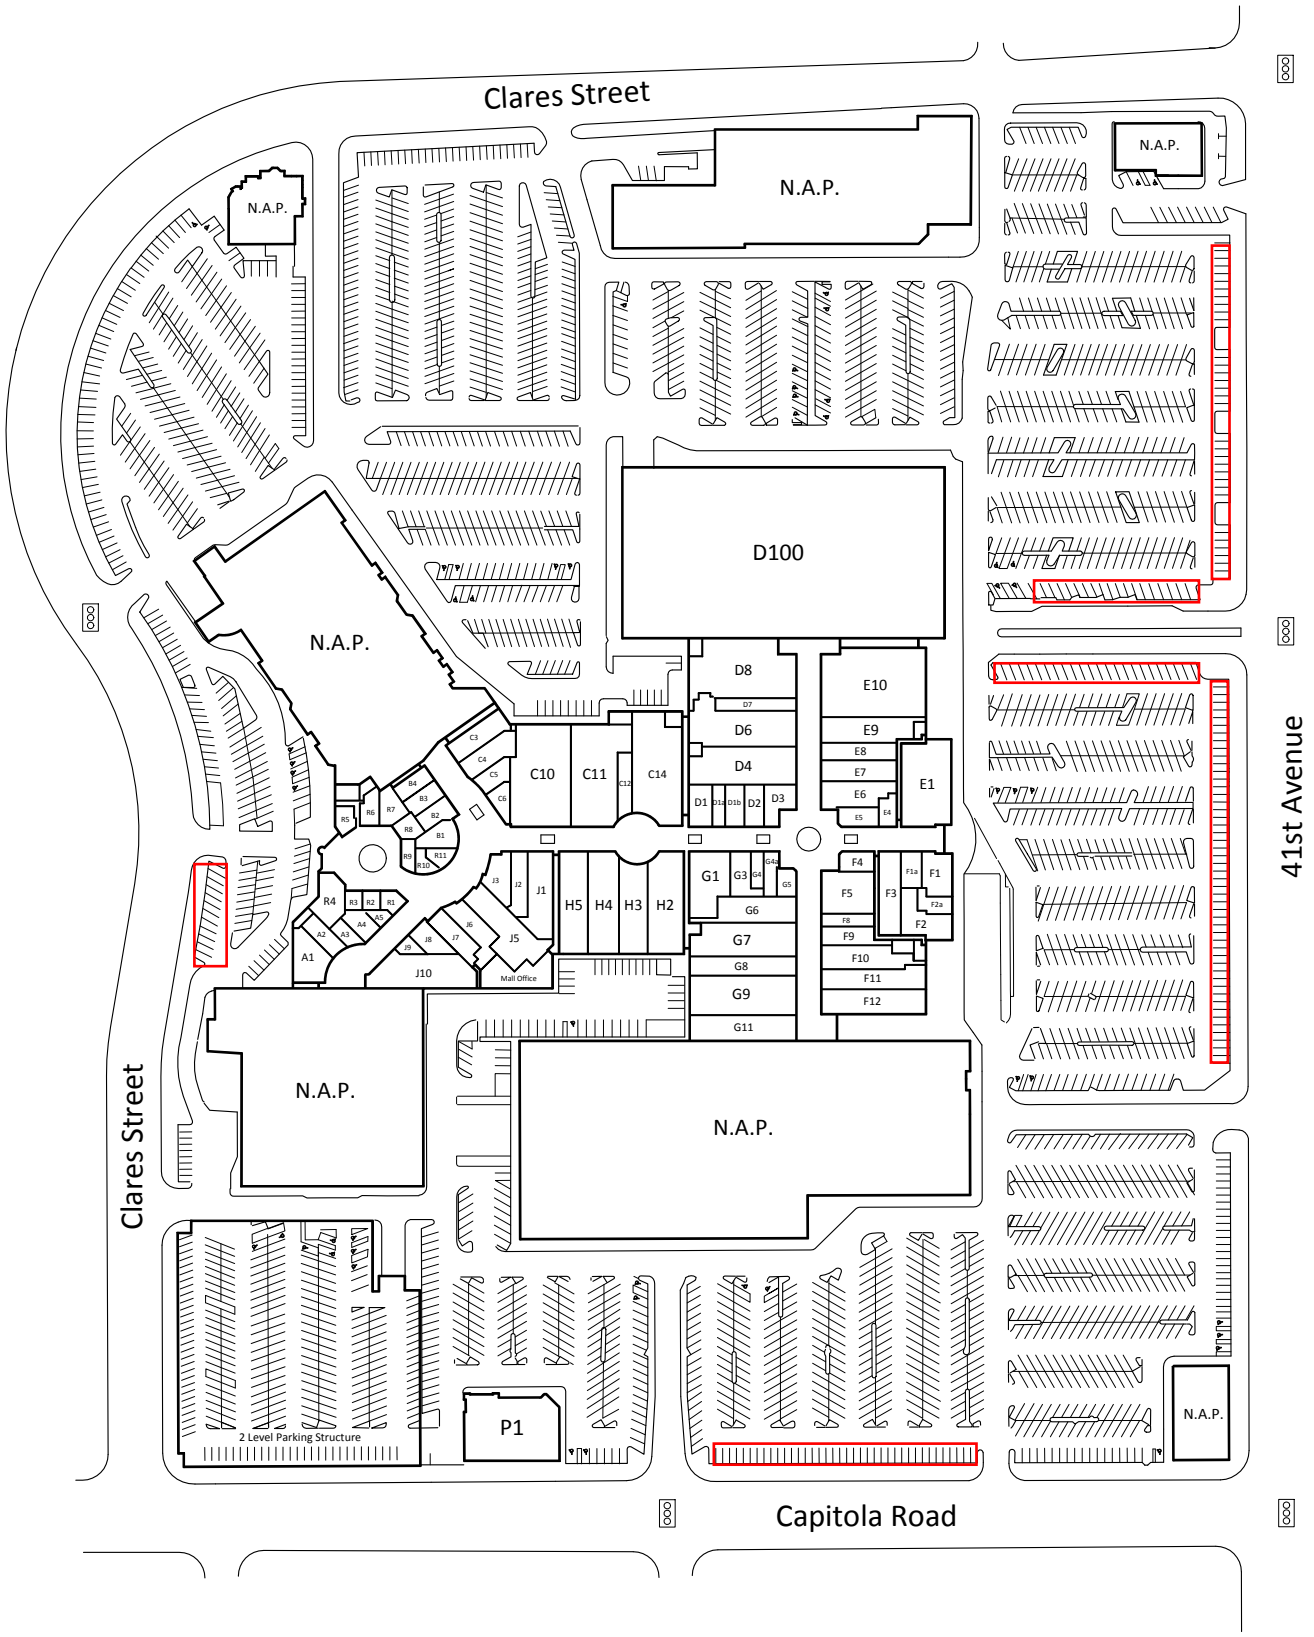 Clares Street
N.A.P.
N.A.P.
N.A.P.
D100
N.A.P.
41st Avenue
D8
E10
D7
D6
E9
C3
C4
C5
C6
C10
C11
C12
C14
D4
E8
E7
E6
E5
E4
E1
B4
B3
B2
B1
R5
R6
R7
R8
R9
R10
R11
D1
D1a
D1b
D2
D3
G1
G3
G4
G4a
G5
F4
F5
F3
F1a
F1
F2a
F2
J3
J2
J1
H5
H4
H3
H2
R4
R3
R2
R1
A5
A4
A3
A2
A1
J6
J5
J7
J8
J9
J10
Mall Office
G6
G7
G8
G9
G11
F8
F9
F10
F11
F12
Clares Street
N.A.P.
N.A.P.
2 Level Parking Structure
P1
N.A.P.
Capitola Road